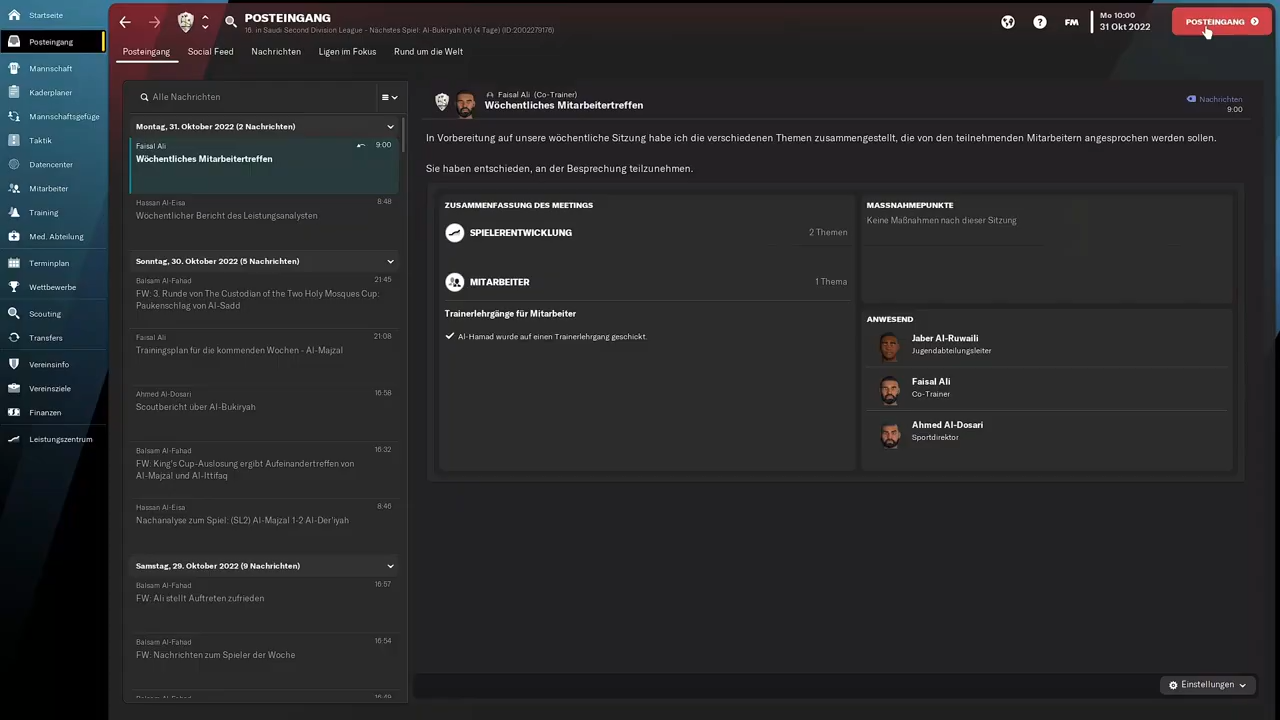 Startseite
Posteingang
Mannschaft
Kaderplaner
Mannschaftsgefüge
Taktik
Datencenter
Mitarbeiter
Training
Med. Abteilung
Terminplan
Wettbewerbe
Scouting
Transfers
Vereinsinfo
Vereinsziele
Finanzen
Leistungszentrum
POSTEINGANG
16. in Saudi Second Division League - Nächstes Spiel: Al-Bukiryah (H) (4 Tage) (ID:2002279176)
FM
Mo 10:00
31 Okt 2022
POSTEINGANG
Posteingang
Social Feed
Nachrichten
Ligen im Fokus
Rund um die Welt
Alle Nachrichten
Montag, 31. Oktober 2022 (2 Nachrichten)
Faisal Ali 9:00
Wöchentliches Mitarbeitertreffen
Hassan Al-Eisa 8:48
Wöchentlicher Bericht des Leistungsanalysten
Sonntag, 30. Oktober 2022 (5 Nachrichten)
Balsam Al-Fahad 21:45
FW: 3. Runde von The Custodian of the Two Holy Mosques Cup:
Paukenschlag von Al-Sadd
Faisal Ali 21:08
Trainingsplan für die kommenden Wochen - Al-Majzal
Ahmed Al-Dosari 16:58
Scoutbericht über Al-Bukiryah
Balsam Al-Fahad 16:32
FW: King's Cup-Auslosung ergibt Aufeinandertreffen von
Al-Majzal und Al-Ittifaq
Hassan Al-Eisa 8:46
Nachanalyse zum Spiel: (SL2) Al-Majzal 1-2 Al-Der'iyah
Samstag, 29. Oktober 2022 (9 Nachrichten)
Balsam Al-Fahad 16:57
FW: Ali stellt Auftreten zufrieden
Balsam Al-Fahad 16:54
FW: Nachrichten zum Spieler der Woche
Faisal Ali (Co-Trainer)
Wöchentliches Mitarbeitertreffen
Nachrichten
9:00
In Vorbereitung auf unsere wöchentliche Sitzung habe ich die verschiedenen Themen zusammengestellt, die von den teilnehmenden Mitarbeitern angesprochen werden sollen.
Sie haben entschieden, an der Besprechung teilzunehmen.
ZUSAMMENFASSUNG DES MEETINGS
SPIELERENTWICKLUNG 2 Themen
MITARBEITER 1 Thema
Trainerlehrgänge für Mitarbeiter
Al-Hamad wurde auf einen Trainerlehrgang geschickt.
MASSNAHMEPUNKTE
Keine Maßnahmen nach dieser Sitzung
ANWESEND
Jaber Al-Ruwaili
Jugendabteilungsleiter
Faisal Ali
Co-Trainer
Ahmed Al-Dosari
Sportdirektor
Einstellungen